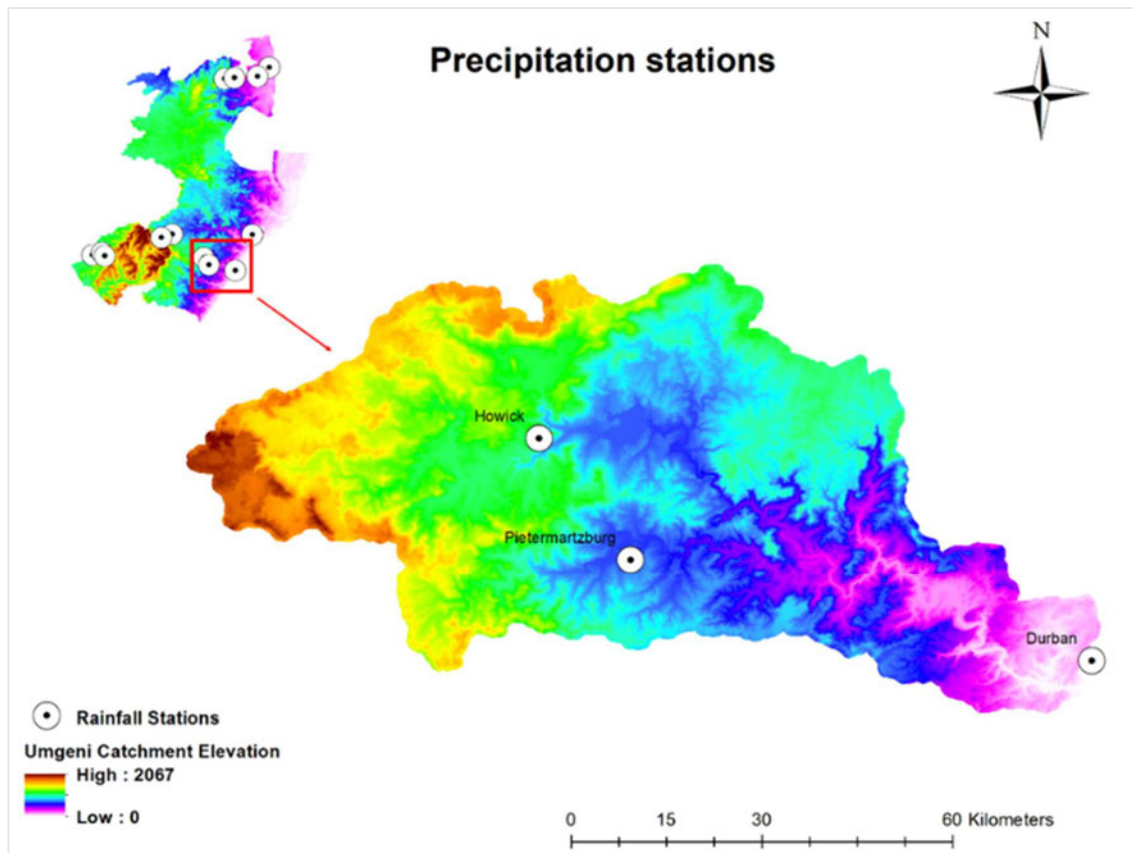 Precipitation stations
N
Howick
Pietermartzburg
Durban
Rainfall Stations
Umgeni Catchment Elevation
High : 2067
Low : 0
0 15 30 60 Kilometers